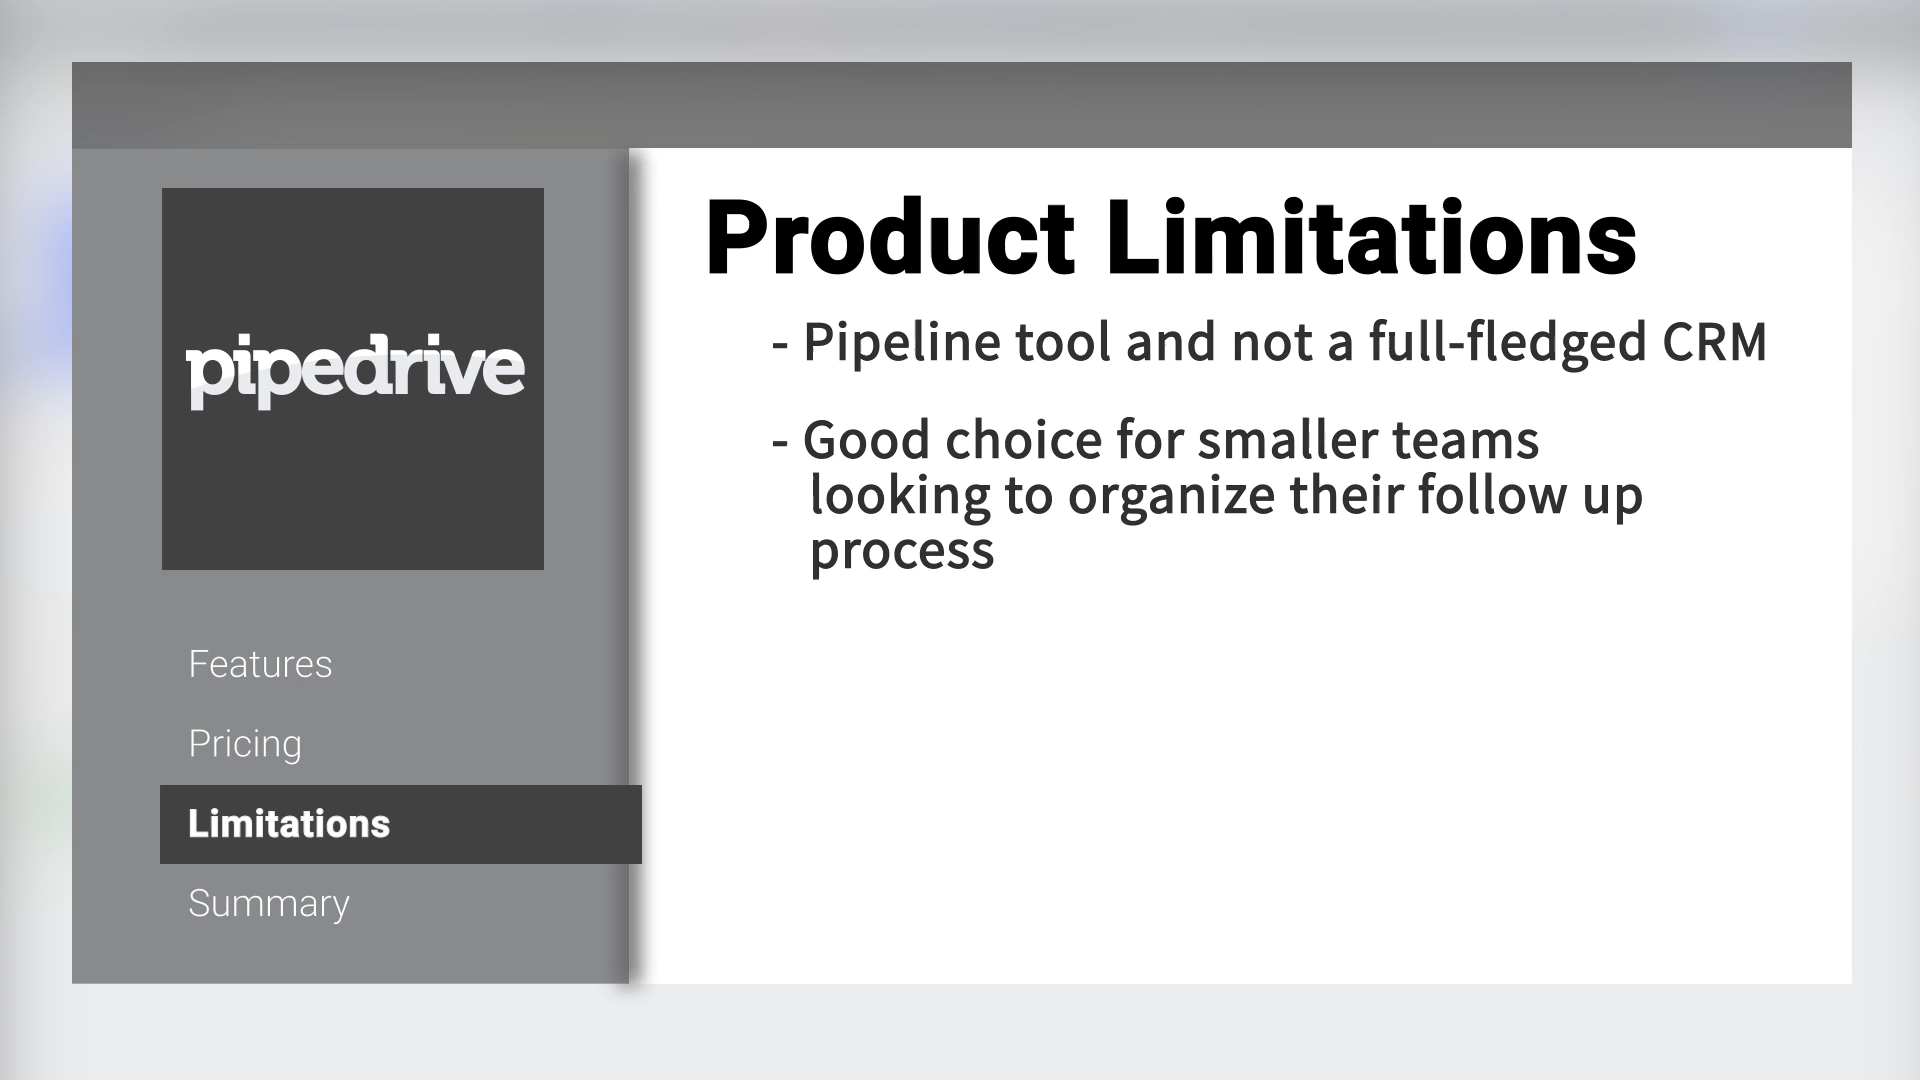 pipedrive
Features
Pricing
Limitations
Summary
Product Limitations
- Pipeline tool and not a full-fledged CRM
- Good choice for smaller teams
looking to organize their follow up
process